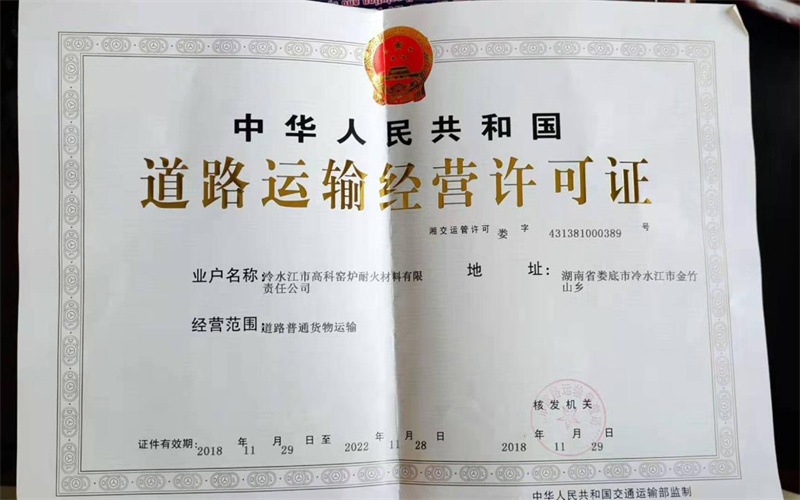 中华人民共和国
道路运输经营许可证
湘交运管许可 娄 字 431381000389 号
业户名称:冷水江市高科窑炉耐火材料有限
责任公司
地 址: 湖南省娄底市冷水江市金竹
山乡
经营范围:道路普通货物运输
核发机关
证件有效期: 2018 年 11 月 29 日 至 2022 年 11 月 28 日
2018 年 11 月 29 日
中华人民共和国交通运输部监制